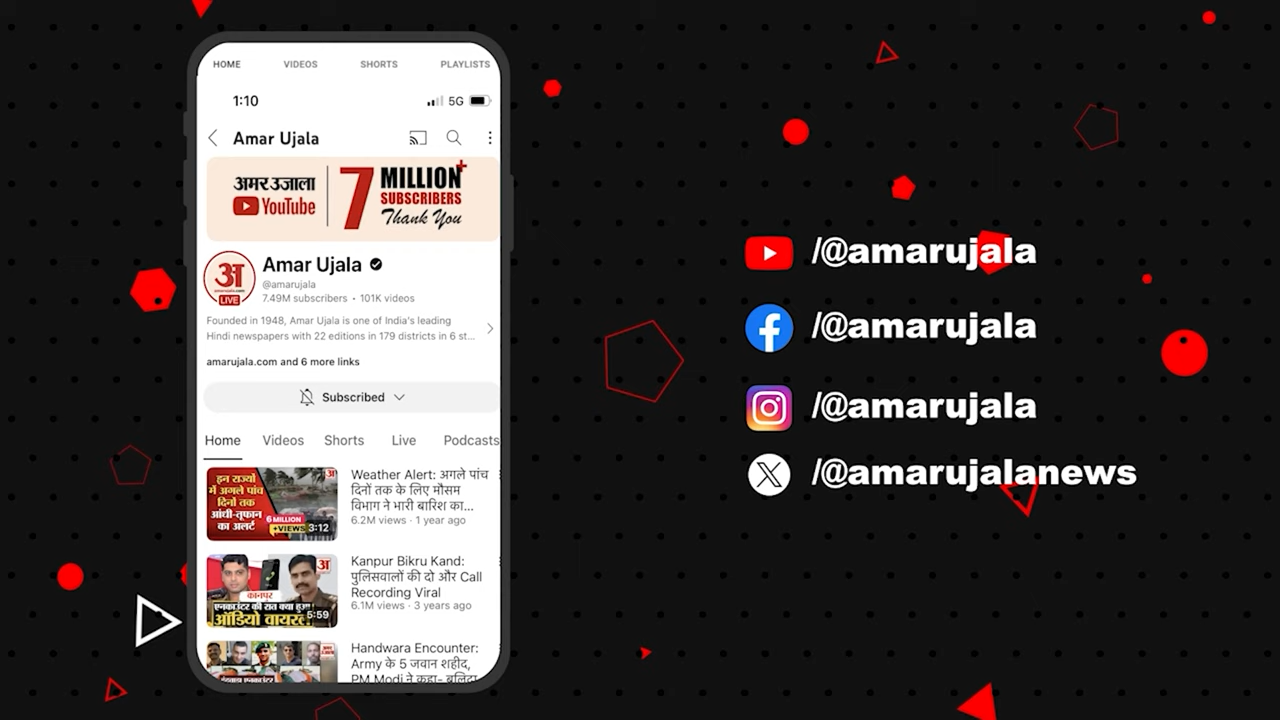 HOME VIDEOS SHORTS PLAYLISTS
1:10 5G
Amar Ujala
अमर उजाला
YouTube
7 MILLION+
SUBSCRIBERS
Thank You
अ
amarujala.com
LIVE
Amar Ujala
@amarujala
7.49M subscribers • 101K videos
Founded in 1948, Amar Ujala is one of India's leading
Hindi newspapers with 22 editions in 179 districts in 6 st...
amarujala.com and 6 more links
Subscribed
Home Videos Shorts Live Podcasts
इन राज्यों
में अगले पांच
दिनों तक
आंधी-तूफान
का अलर्ट
अ
6 MILLION
+VIEWS
3:12
Weather Alert: अगले पांच
दिनों तक के लिए मौसम
विभाग ने भारी बारिश का...
6.2M views · 1 year ago
अ
कानपुर
एनकाउंटर की रात क्या हुआ
ऑडियो वायरल
5:59
Kanpur Bikru Kand:
पुलिसवालों की दो और Call
Recording Viral
6.1M views · 3 years ago
Handwara Encounter:
Army के 5 जवान शहीद,
PM Modi ने कहा- बलिदा
/@amarujala
/@amarujala
/@amarujala
/@amarujalanews